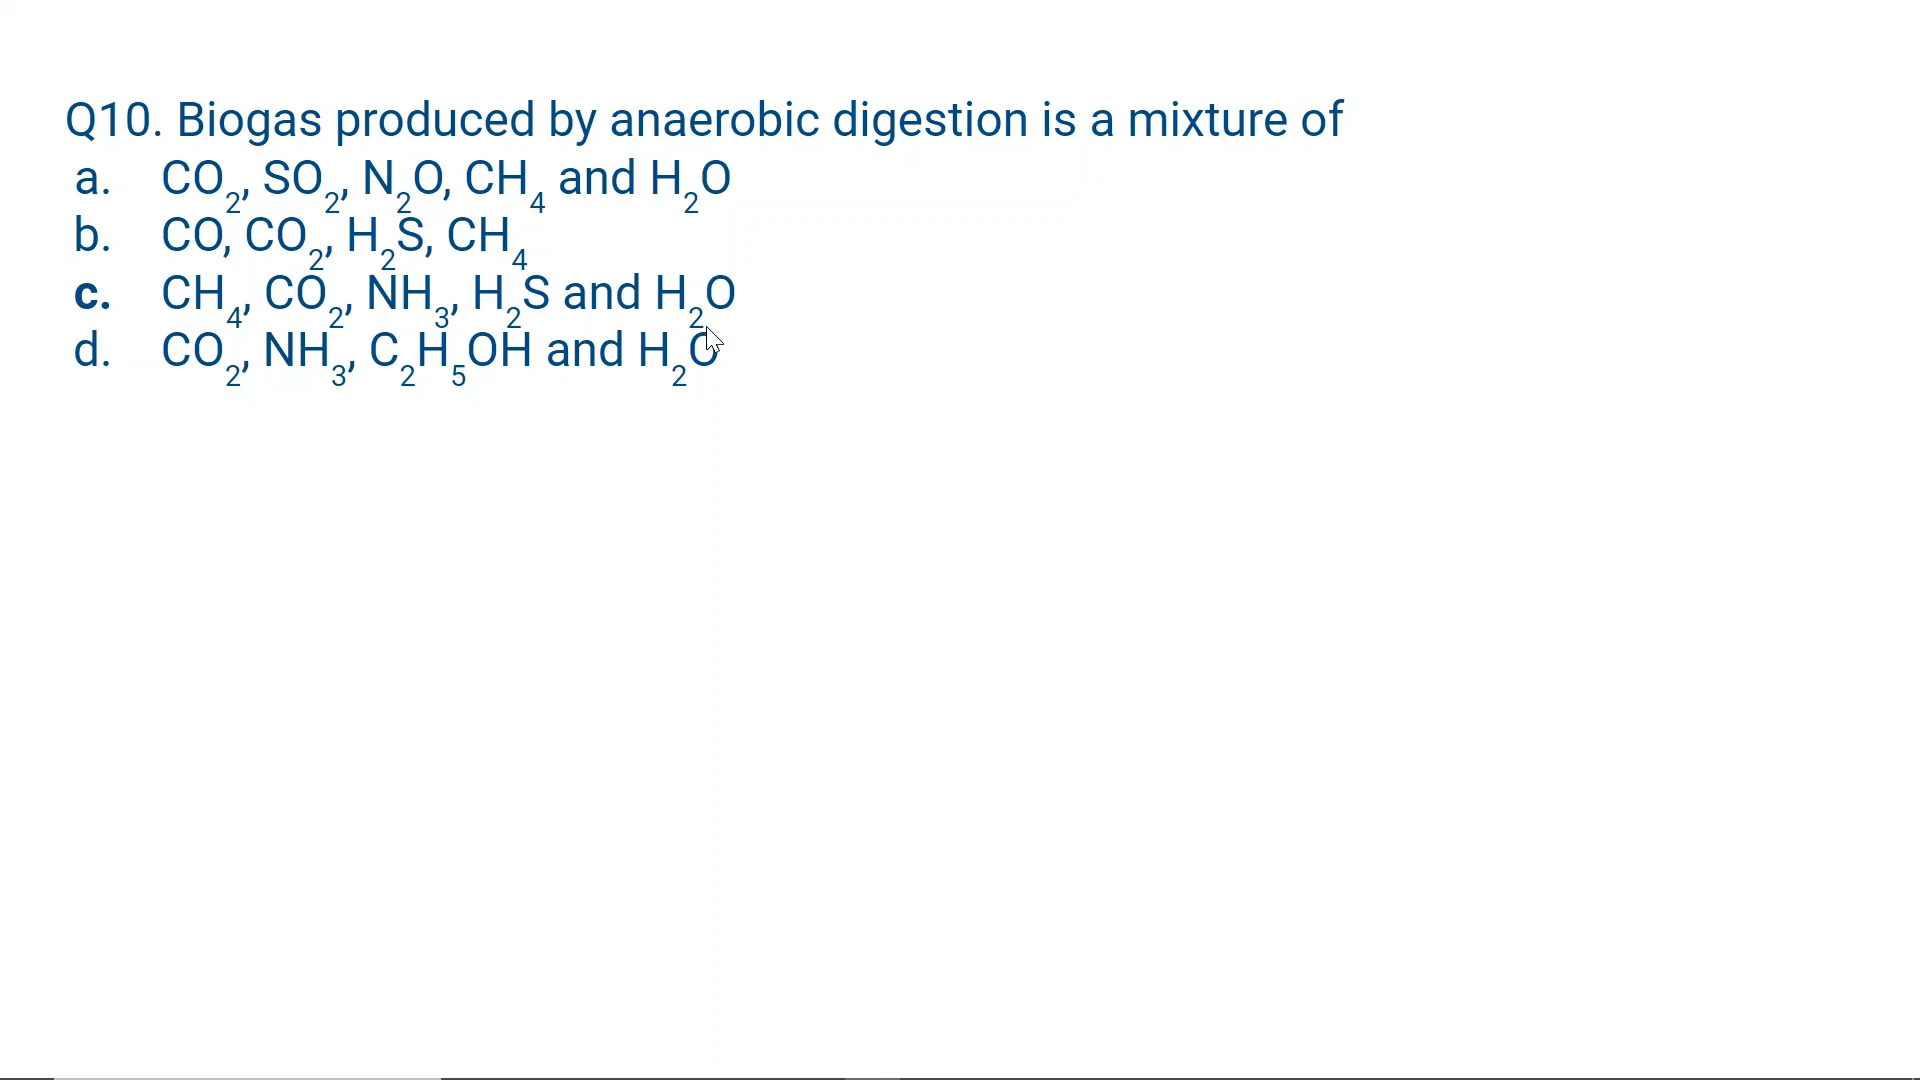 Q10. Biogas produced by anaerobic digestion is a mixture of
a. CO₂, SO₂, N₂O, CH₄ and H₂O
b. CO, CO₂, H₂S, CH₄
c. CH₄, CO₂, NH₃, H₂S and H₂O
d. CO₂, NH₃, C₂H₅OH and H₂O